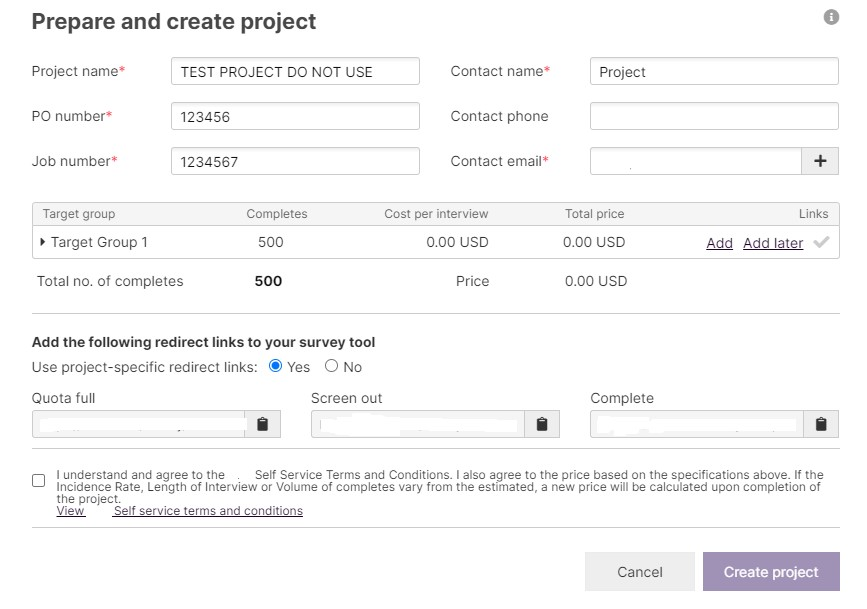 Prepare and create project
Project name* TEST PROJECT DO NOT USE Contact name* Project
PO number* 123456 Contact phone
Job number* 1234567 Contact email* +
Target group Completes Cost per interview Total price Links
Target Group 1 500 0.00 USD 0.00 USD Add Add later
Total no. of completes 500 Price 0.00 USD
Add the following redirect links to your survey tool
Use project-specific redirect links: Yes No
Quota full Screen out Complete
I understand and agree to the Self Service Terms and Conditions. I also agree to the price based on the specifications above. If the
Incidence Rate, Length of Interview or Volume of completes vary from the estimated, a new price will be calculated upon completion of
the project.
View Self service terms and conditions
Cancel Create project